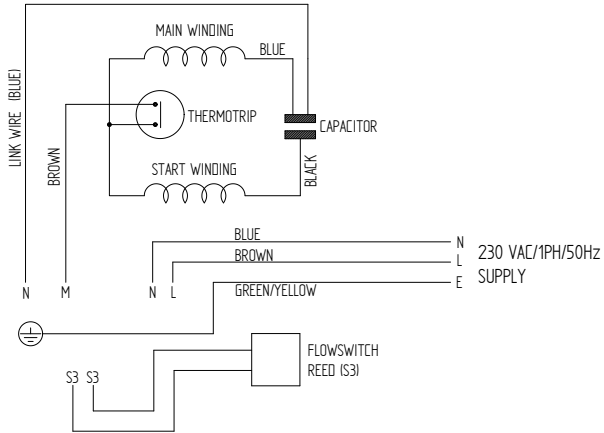 MAIN WINDING
BLUE
LINK WIRE (BLUE)
BROWN
THERMOTRIP
CAPACITOR
START WINDING
BLACK
BLUE
N
BROWN
L
230 VAC/1PH/50Hz
SUPPLY
N
M
N
L
GREEN/YELLOW
E
FLOWSWITCH
REED (S3)
S3
S3